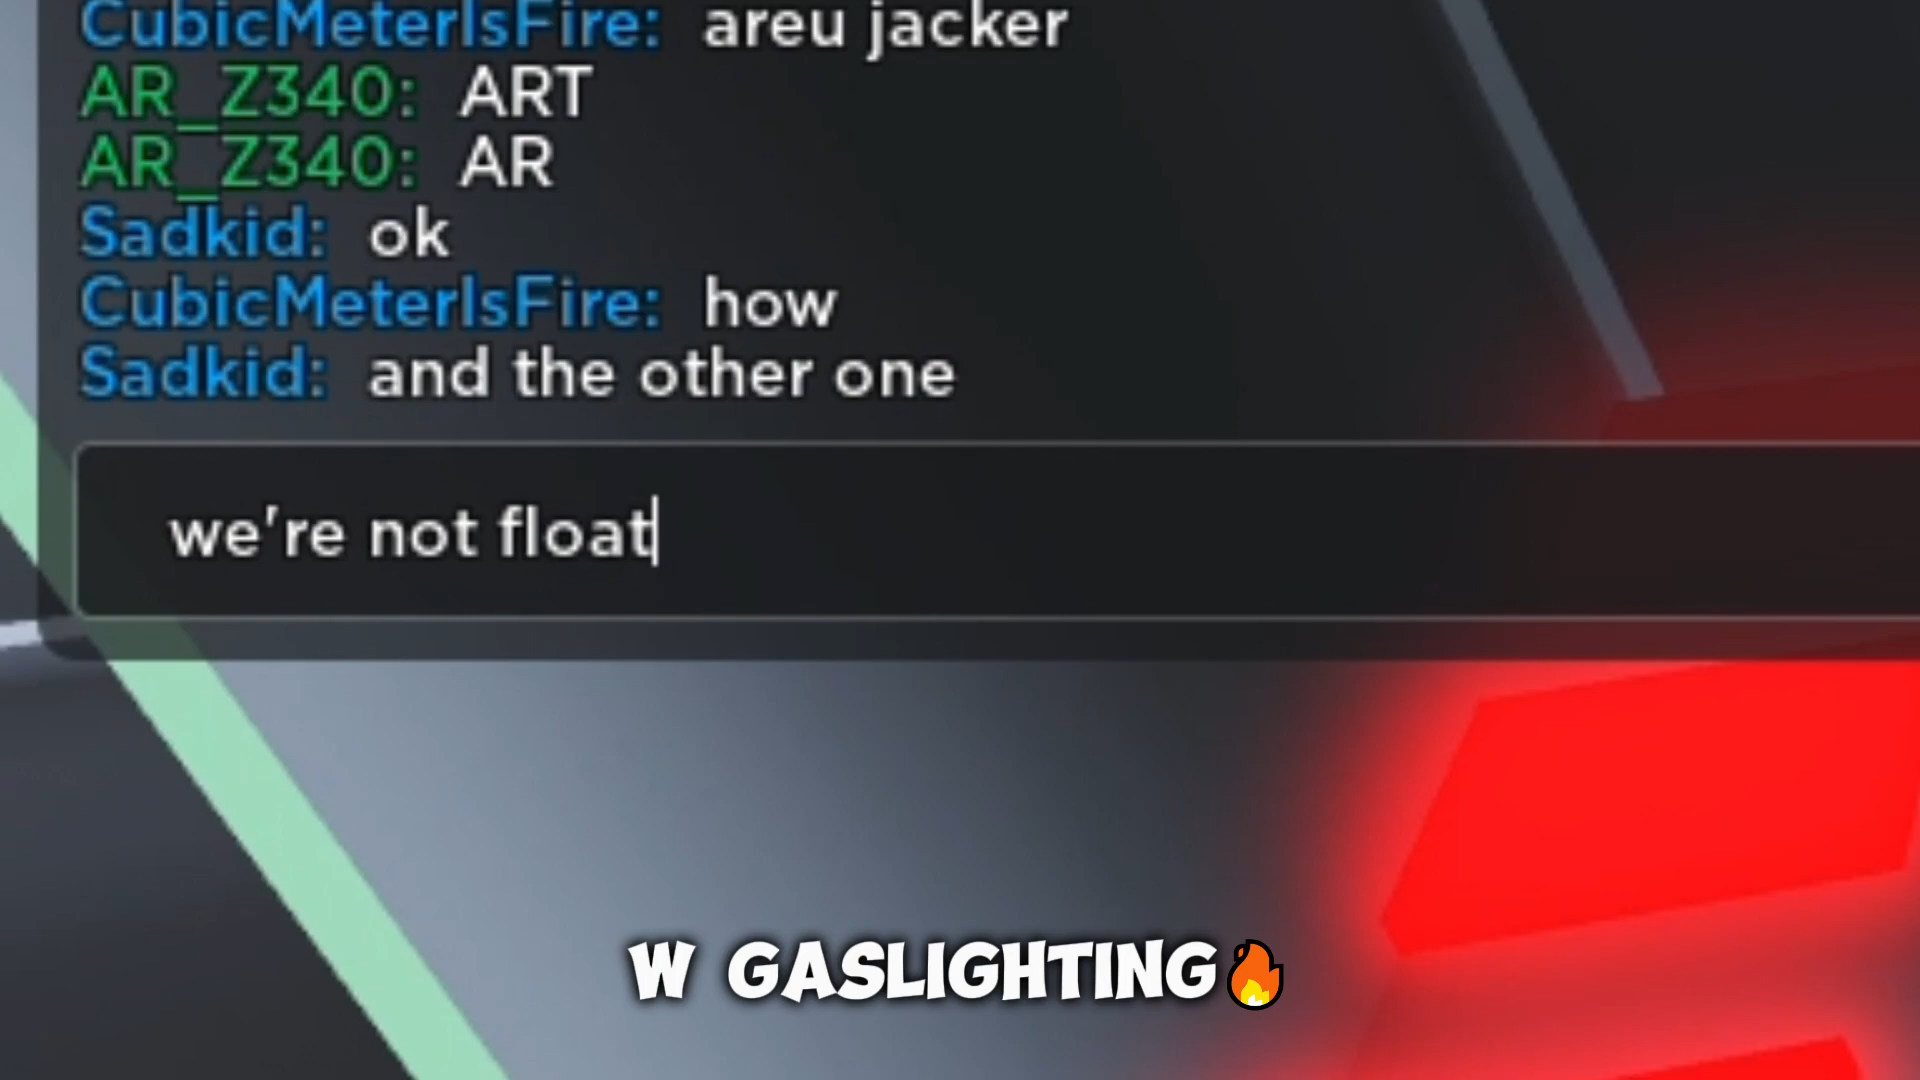 CubicMeterIsFire: areu jacker
AR_Z340: ART
AR_Z340: AR
Sadkid: ok
CubicMeterIsFire: how
Sadkid: and the other one
we're not float
W GASLIGHTING🔥